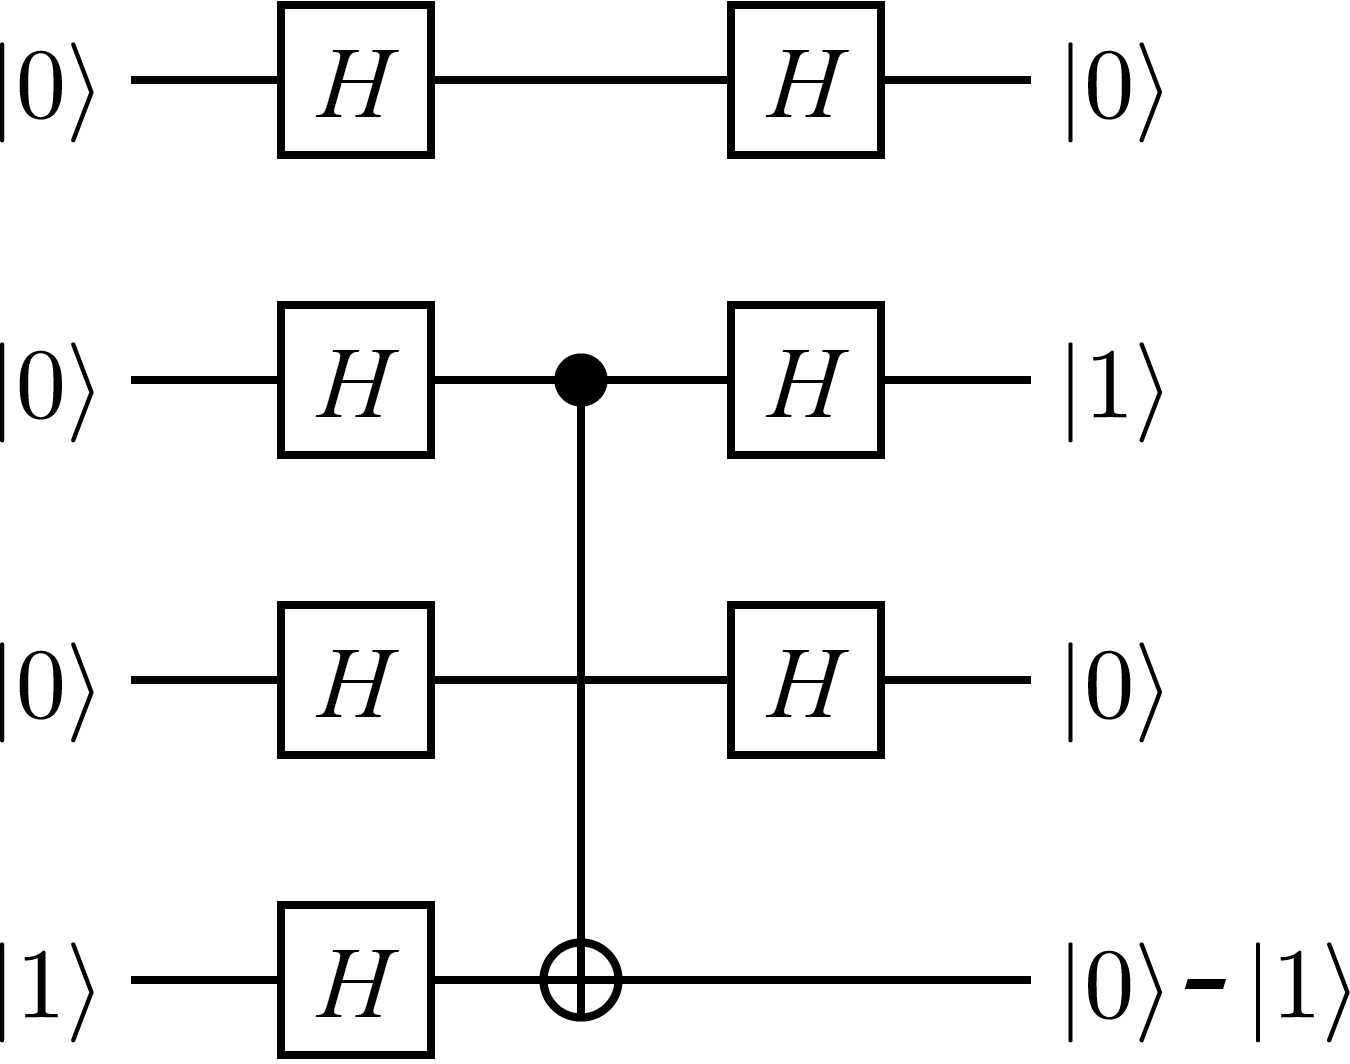 |0⟩ H H |0⟩
|0⟩ H H |1⟩
|0⟩ H H |0⟩
|1⟩ H |0⟩ - |1⟩